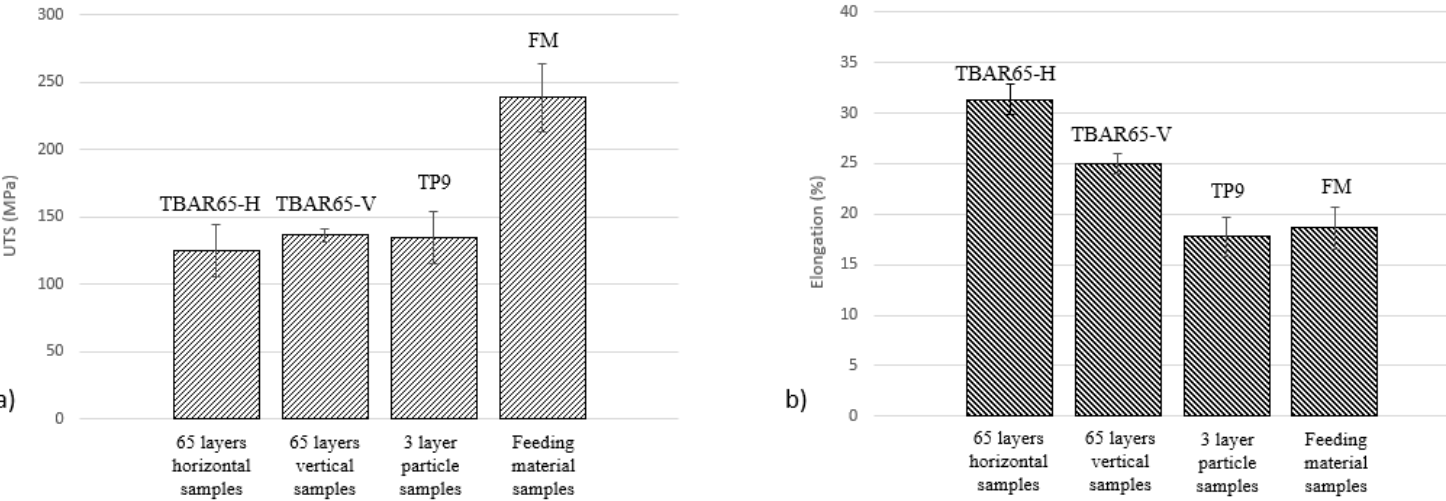 300
250
200
150
100
50
0
UTS (MPa)
TBAR65-H
TBAR65-V
TP9
FM
65 layers
horizontal
samples
65 layers
vertical
samples
3 layer
particle
samples
Feeding
material
samples
a)
40
35
30
25
20
15
10
5
0
Elongation (%)
TBAR65-H
TBAR65-V
TP9
FM
65 layers
horizontal
samples
65 layers
vertical
samples
3 layer
particle
samples
Feeding
material
samples
b)